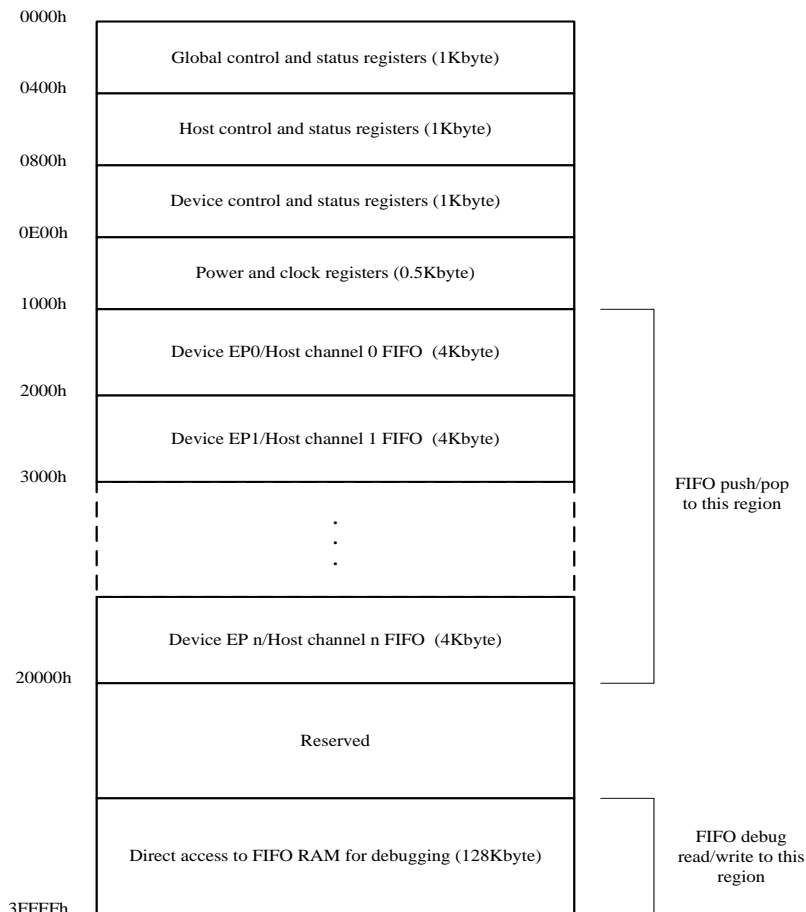 0000h
Global control and status registers (1Kbyte)
0400h
Host control and status registers (1Kbyte)
0800h
Device control and status registers (1Kbyte)
0E00h
Power and clock registers (0.5Kbyte)
1000h
Device EP0/Host channel 0 FIFO (4Kbyte)
2000h
Device EP1/Host channel 1 FIFO (4Kbyte)
3000h
FIFO push/pop
to this region
.
.
.
Device EP n/Host channel n FIFO (4Kbyte)
20000h
Reserved
Direct access to FIFO RAM for debugging (128Kbyte)
FIFO debug
read/write to this
region
3FFFFh